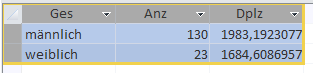 Ges Anz Dplz
männlich 130 1983,1923077
weiblich 23 1684,6086957